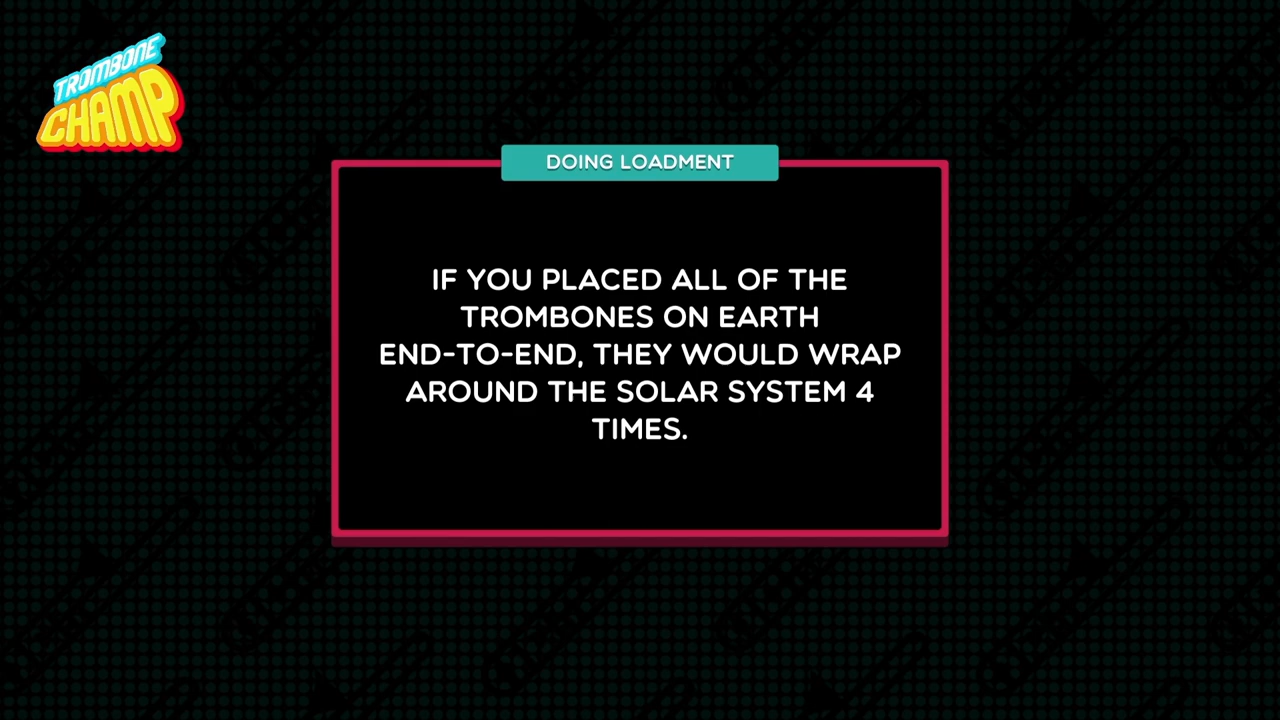 TROMBONE
CHAMP
DOING LOADMENT
IF YOU PLACED ALL OF THE
TROMBONES ON EARTH
END-TO-END, THEY WOULD WRAP
AROUND THE SOLAR SYSTEM 4
TIMES.